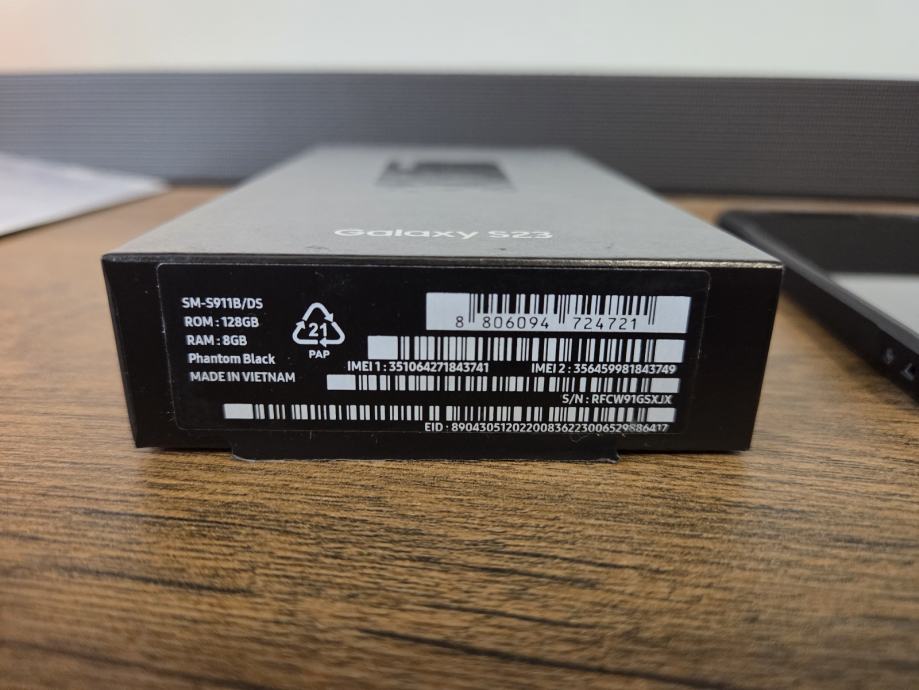 Galaxy S23
SM-S911B/DS
ROM : 128GB
RAM : 8GB
Phantom Black
MADE IN VIETNAM
21
PAP
8 806094 724721
IMEI 1 : 351064271843741 IMEI 2 : 356459981843749
S/N : RFCW91GSXJX
EID : 89043051202200836223006529886417